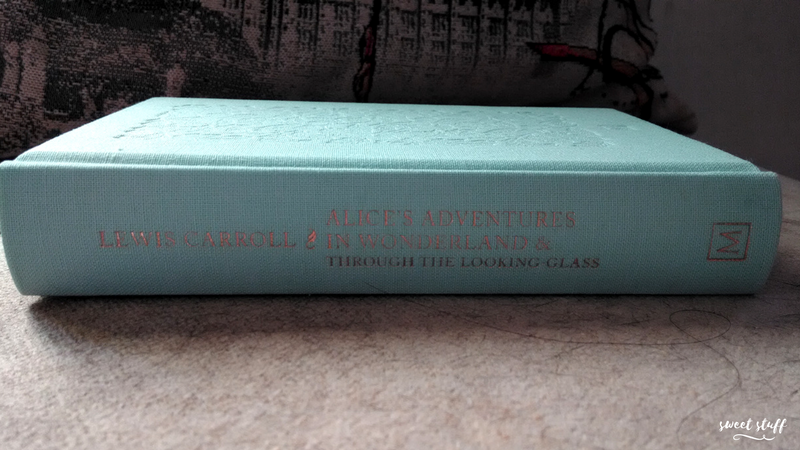 LEWIS CARROLL
ALICE'S ADVENTURES
IN WONDERLAND &
THROUGH THE LOOKING-GLASS
M
sweet stuff